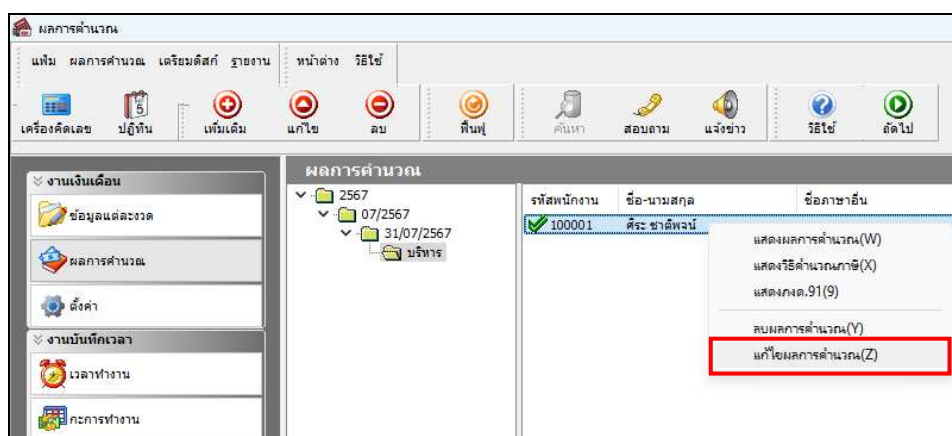 ผลการคำนวณ
แฟ้ม ผลการคำนวณ เตรียมดิสก์ รายงาน หน้าต่าง วิธีใช้
เครื่องคิดเลข ปฏิทิน เพิ่มเติม แก้ไข ลบ ฟื้นฟู ค้นหา สอบถาม แจ้งข่าว วิธีใช้ ถัดไป
งานเงินเดือน
ข้อมูลแต่ละงวด
ผลการคำนวณ
ตั้งค่า
งานบันทึกเวลา
เวลาทำงาน
กะการทำงาน
ผลการคำนวณ
2567
07/2567
31/07/2567
บริหาร
รหัสพนักงาน ชื่อ-นามสกุล ชื่อภาษาอื่น
100001 ศิระ ชาติพจน์
แสดงผลการคำนวณ(W)
แสดงวิธีคำนวณภาษี(X)
แสดงภงด.91(9)
ลบผลการคำนวณ(Y)
แก้ไขผลการคำนวณ(Z)